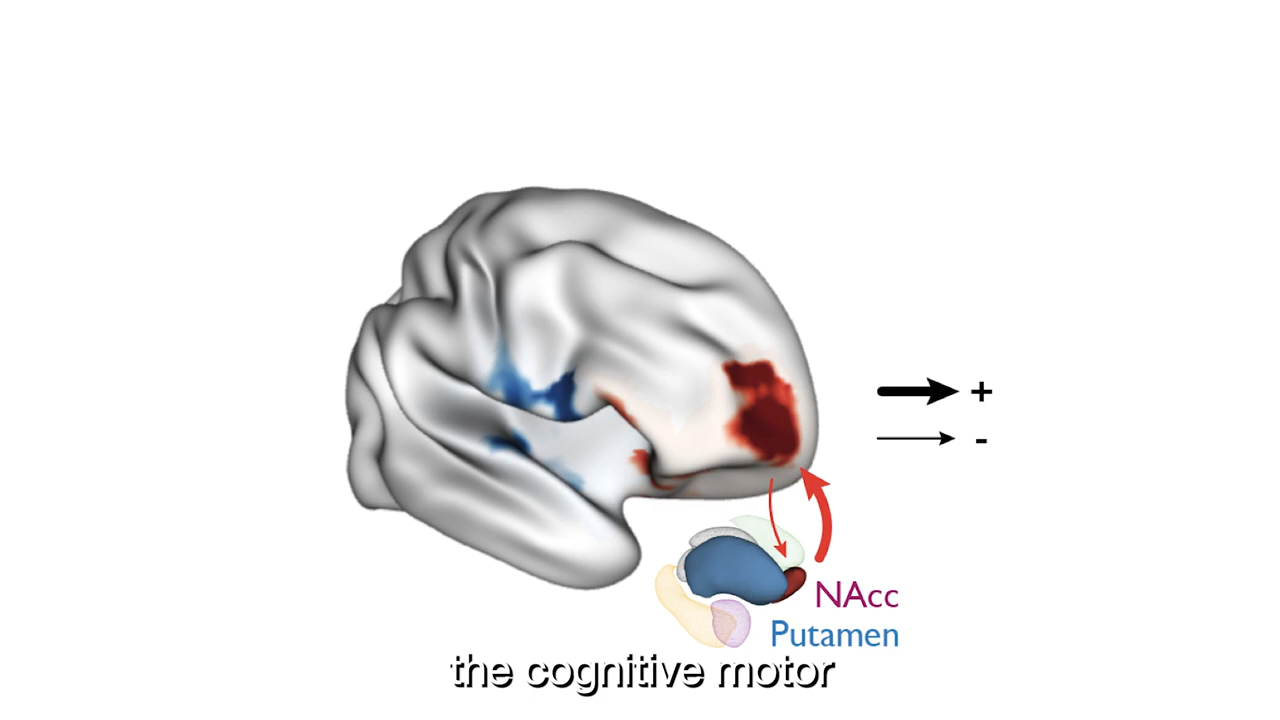 +
-
NAcc
Putamen
the cognitive motor